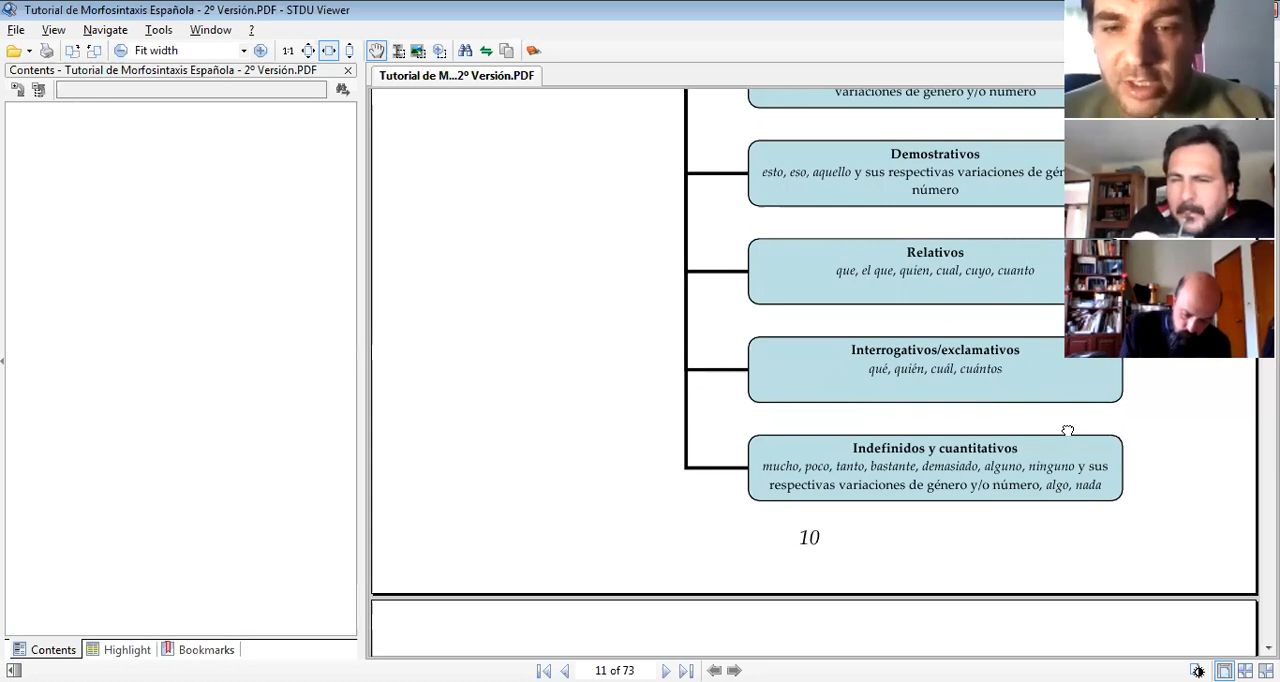 Tutorial de Morfosintaxis Española - 2º Versión.PDF - STDU Viewer
File View Navigate Tools Window ?
Fit width
1:1
Contents - Tutorial de Morfosintaxis Española - 2º Versión.PDF
Tutorial de M...2º Versión.PDF
variaciones de género y/o número
Demostrativos
esto, eso, aquello y sus respectivas variaciones de gén
número
Relativos
que, el que, quien, cual, cuyo, cuanto
Interrogativos/exclamativos
qué, quién, cuál, cuántos
Indefinidos y cuantitativos
mucho, poco, tanto, bastante, demasiado, alguno, ninguno y sus
respectivas variaciones de género y/o número, algo, nada
10
Contents Highlight Bookmarks
11 of 73